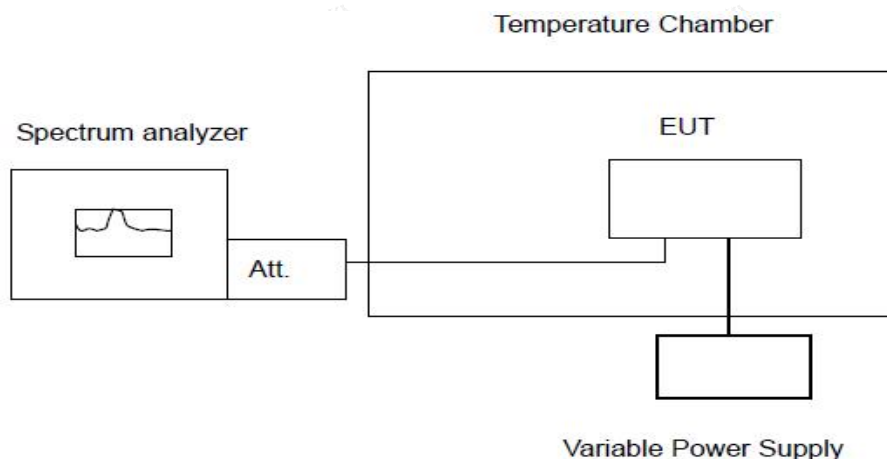 Temperature Chamber
Spectrum analyzer
EUT
Att.
Variable Power Supply